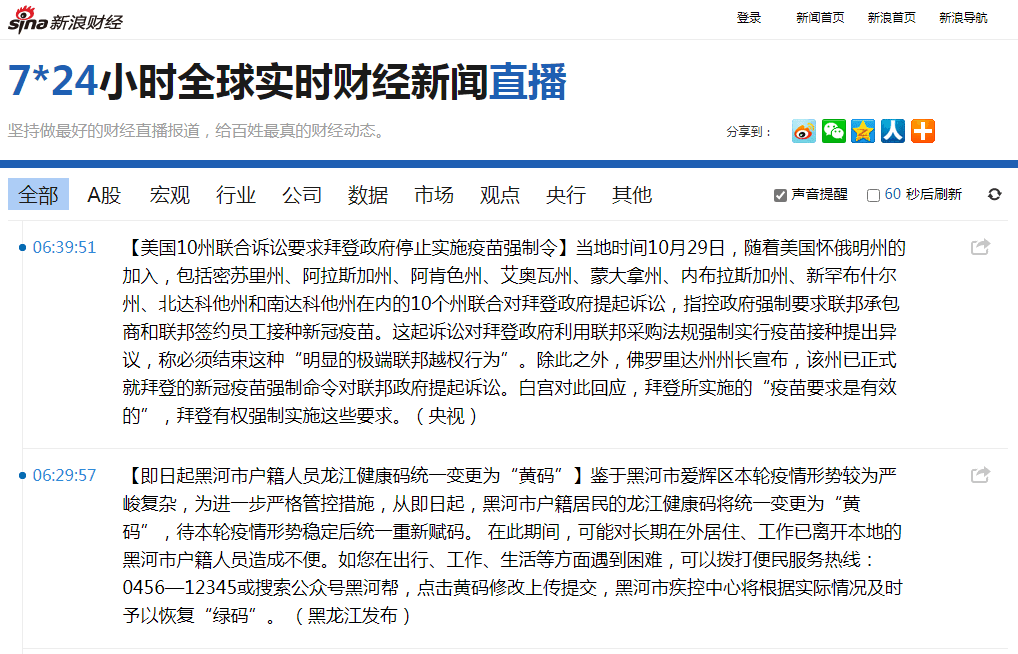 sina新浪财经
登录 新闻首页 新浪首页 新浪导航
7*24小时全球实时财经新闻直播
坚持做最好的财经直播报道，给百姓最真的财经动态。
分享到：
全部 A股 宏观 行业 公司 数据 市场 观点 央行 其他 声音提醒 60 秒后刷新
06:39:51 【美国10州联合诉讼要求拜登政府停止实施疫苗强制令】当地时间10月29日，随着美国怀俄明州的
加入，包括密苏里州、阿拉斯加州、阿肯色州、艾奥瓦州、蒙大拿州、内布拉斯加州、新罕布什尔
州、北达科他州和南达科他州在内的10个州联合对拜登政府提起诉讼，指控政府强制要求联邦承包
商和联邦签约员工接种新冠疫苗。这起诉讼对拜登政府利用联邦采购法规强制实行疫苗接种提出异
议，称必须结束这种“明显的极端联邦越权行为”。除此之外，佛罗里达州州长宣布，该州已正式
就拜登的新冠疫苗强制命令对联邦政府提起诉讼。白宫对此回应，拜登所实施的“疫苗要求是有效
的”，拜登有权强制实施这些要求。（央视）
06:29:57 【即日起黑河市户籍人员龙江健康码统一变更为“黄码”】鉴于黑河市爱辉区本轮疫情形势较为严
峻复杂，为进一步严格管控措施，从即日起，黑河市户籍居民的龙江健康码将统一变更为“黄
码”，待本轮疫情形势稳定后统一重新赋码。 在此期间，可能对长期在外居住、工作已离开本地的
黑河市户籍人员造成不便。如您在出行、工作、生活等方面遇到困难，可以拨打便民服务热线：
0456—12345或搜索公众号黑河帮，点击黄码修改上传提交，黑河市疾控中心将根据实际情况及时
予以恢复“绿码”。（黑龙江发布）